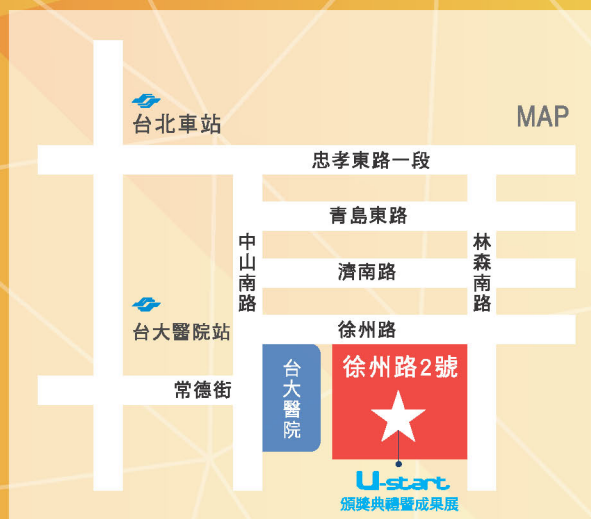 MAP
台北車站
忠孝東路一段
青島東路
中山南路
林森南路
濟南路
台大醫院站
徐州路
常德街
台大醫院
徐州路2號
U-start
頒獎典禮暨成果展